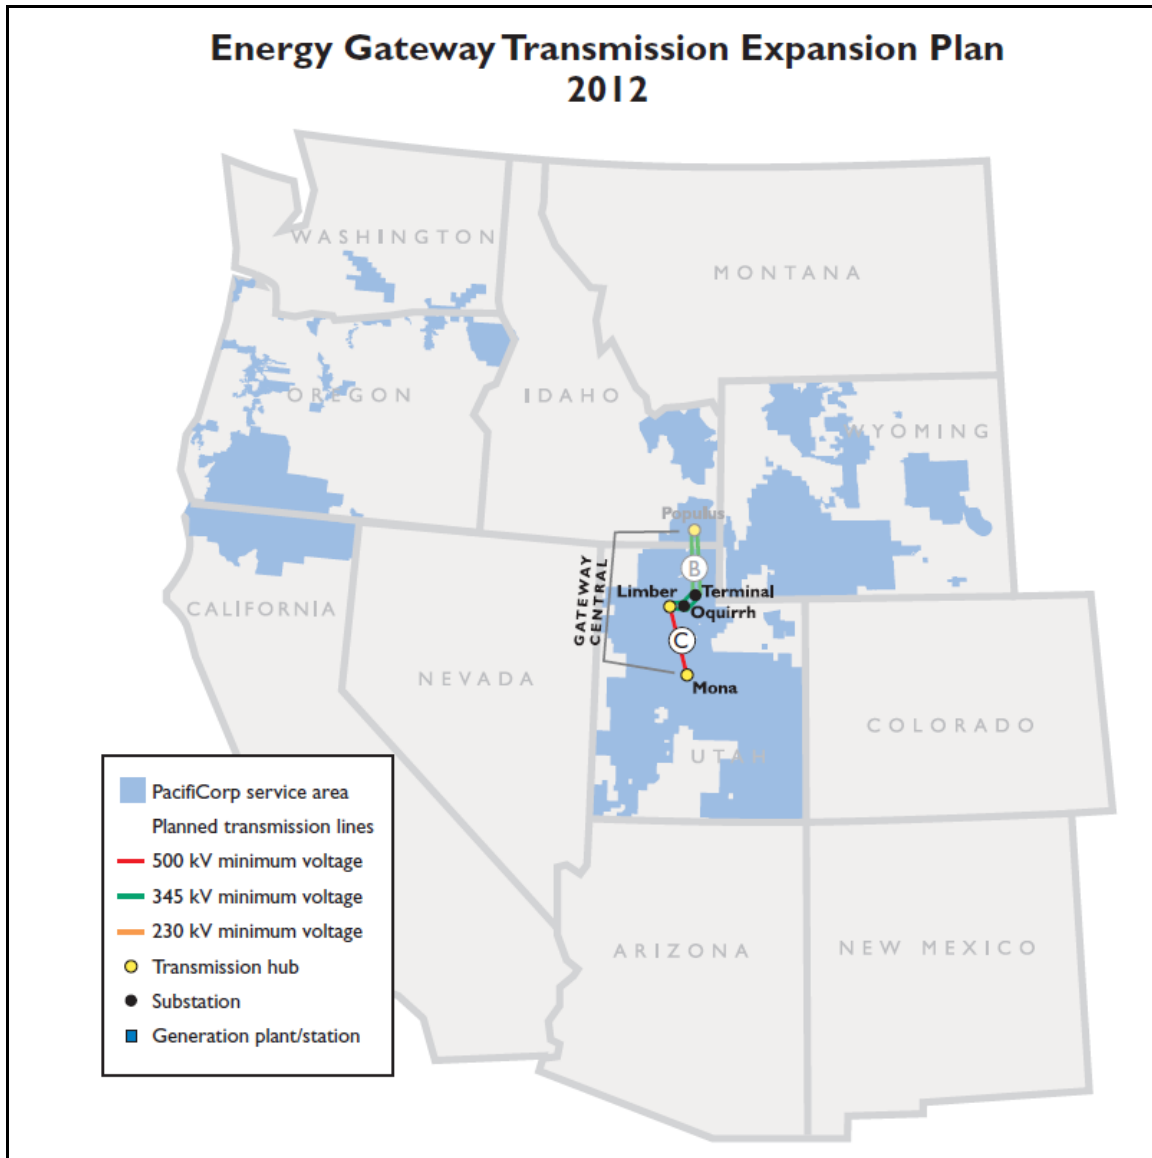 Energy Gateway Transmission Expansion Plan
2012
WASHINGTON
MONTANA
OREGON
IDAHO
WYOMING
Populus
B
GATEWAY
CENTRAL
Limber
Terminal
Oquirrh
CALIFORNIA
C
NEVADA
Mona
COLORADO
UTAH
PacifiCorp service area
Planned transmission lines
500 kV minimum voltage
345 kV minimum voltage
230 kV minimum voltage
Transmission hub
Substation
Generation plant/station
ARIZONA
NEW MEXICO